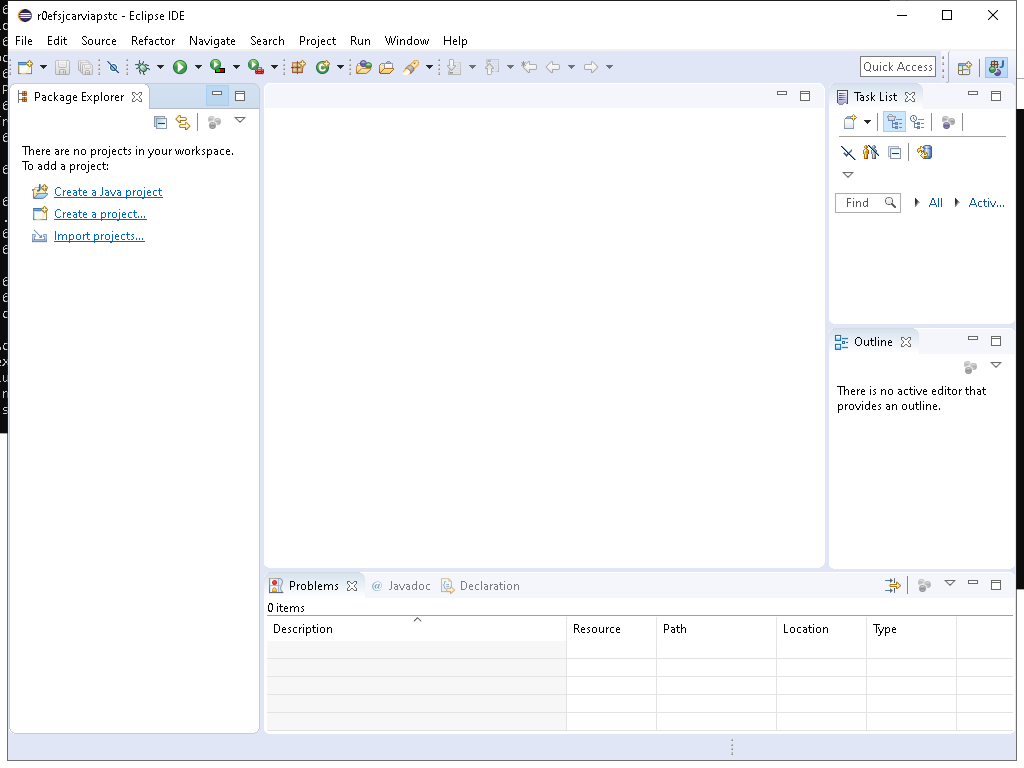 r0efsjcarviapstc - Eclipse IDE
File Edit Source Refactor Navigate Search Project Run Window Help
Quick Access
Package Explorer
There are no projects in your workspace.
To add a project:
Create a Java project
Create a project...
Import projects...
Task List
Find All Activ...
Outline
There is no active editor that
provides an outline.
Problems @ Javadoc Declaration
0 items
Description Resource Path Location Type